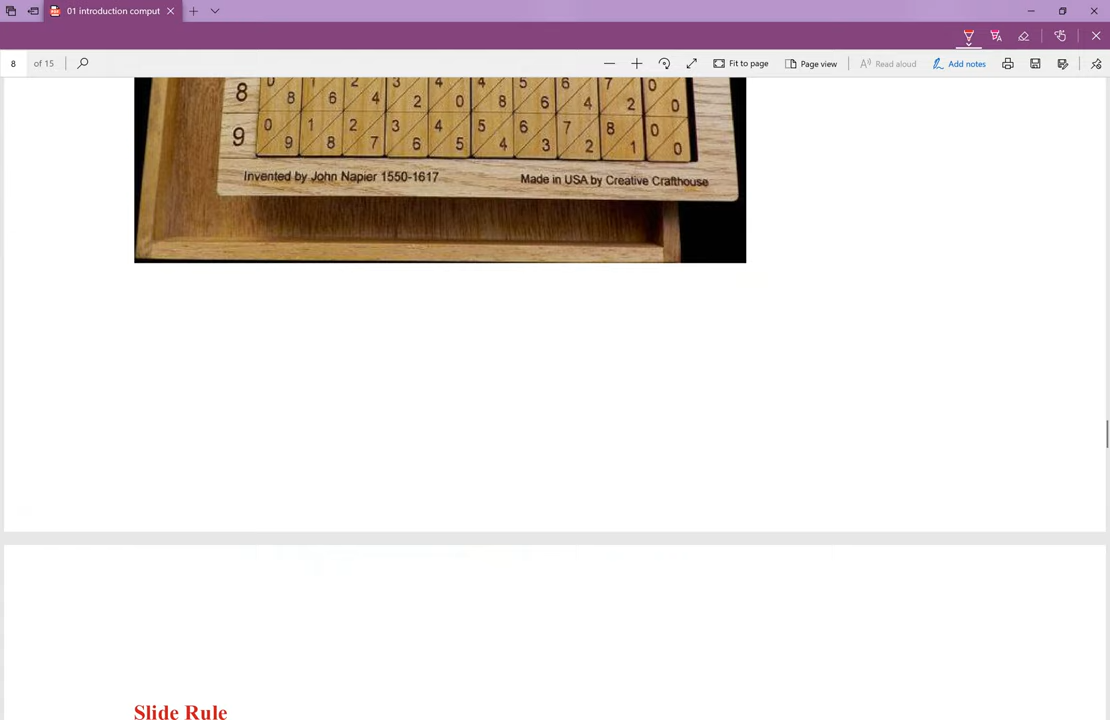 01 introduction comput
8 of 15 Fit to page Page view Read aloud Add notes
8 0 8 1 6 2 4 3 2 4 0 4 8 5 6 6 4 7 2 0 0
9 0 9 1 8 2 7 3 6 4 5 5 4 6 3 7 2 8 1 0 0
Invented by John Napier 1550-1617 Made in USA by Creative Crafthouse
Slide Rule